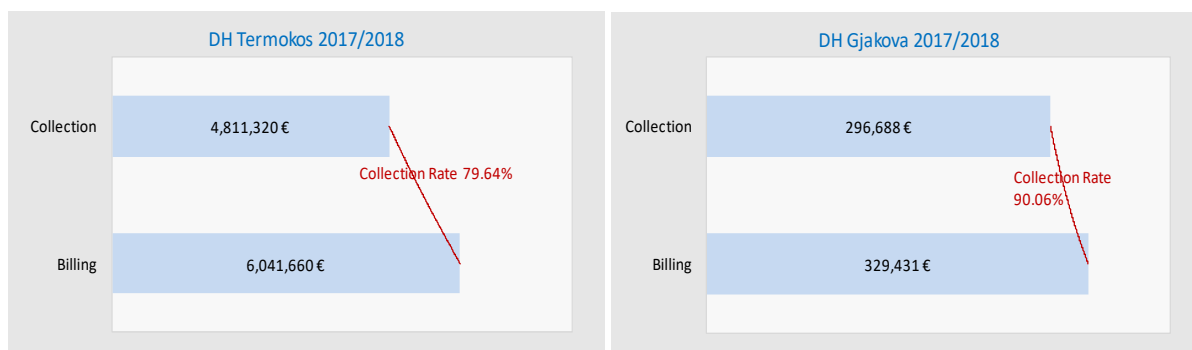 DH Termokos 2017/2018
Collection
4,811,320 €
Collection Rate 79.64%
Billing
6,041,660 €
DH Gjakova 2017/2018
Collection
296,688 €
Collection Rate
90.06%
Billing
329,431 €